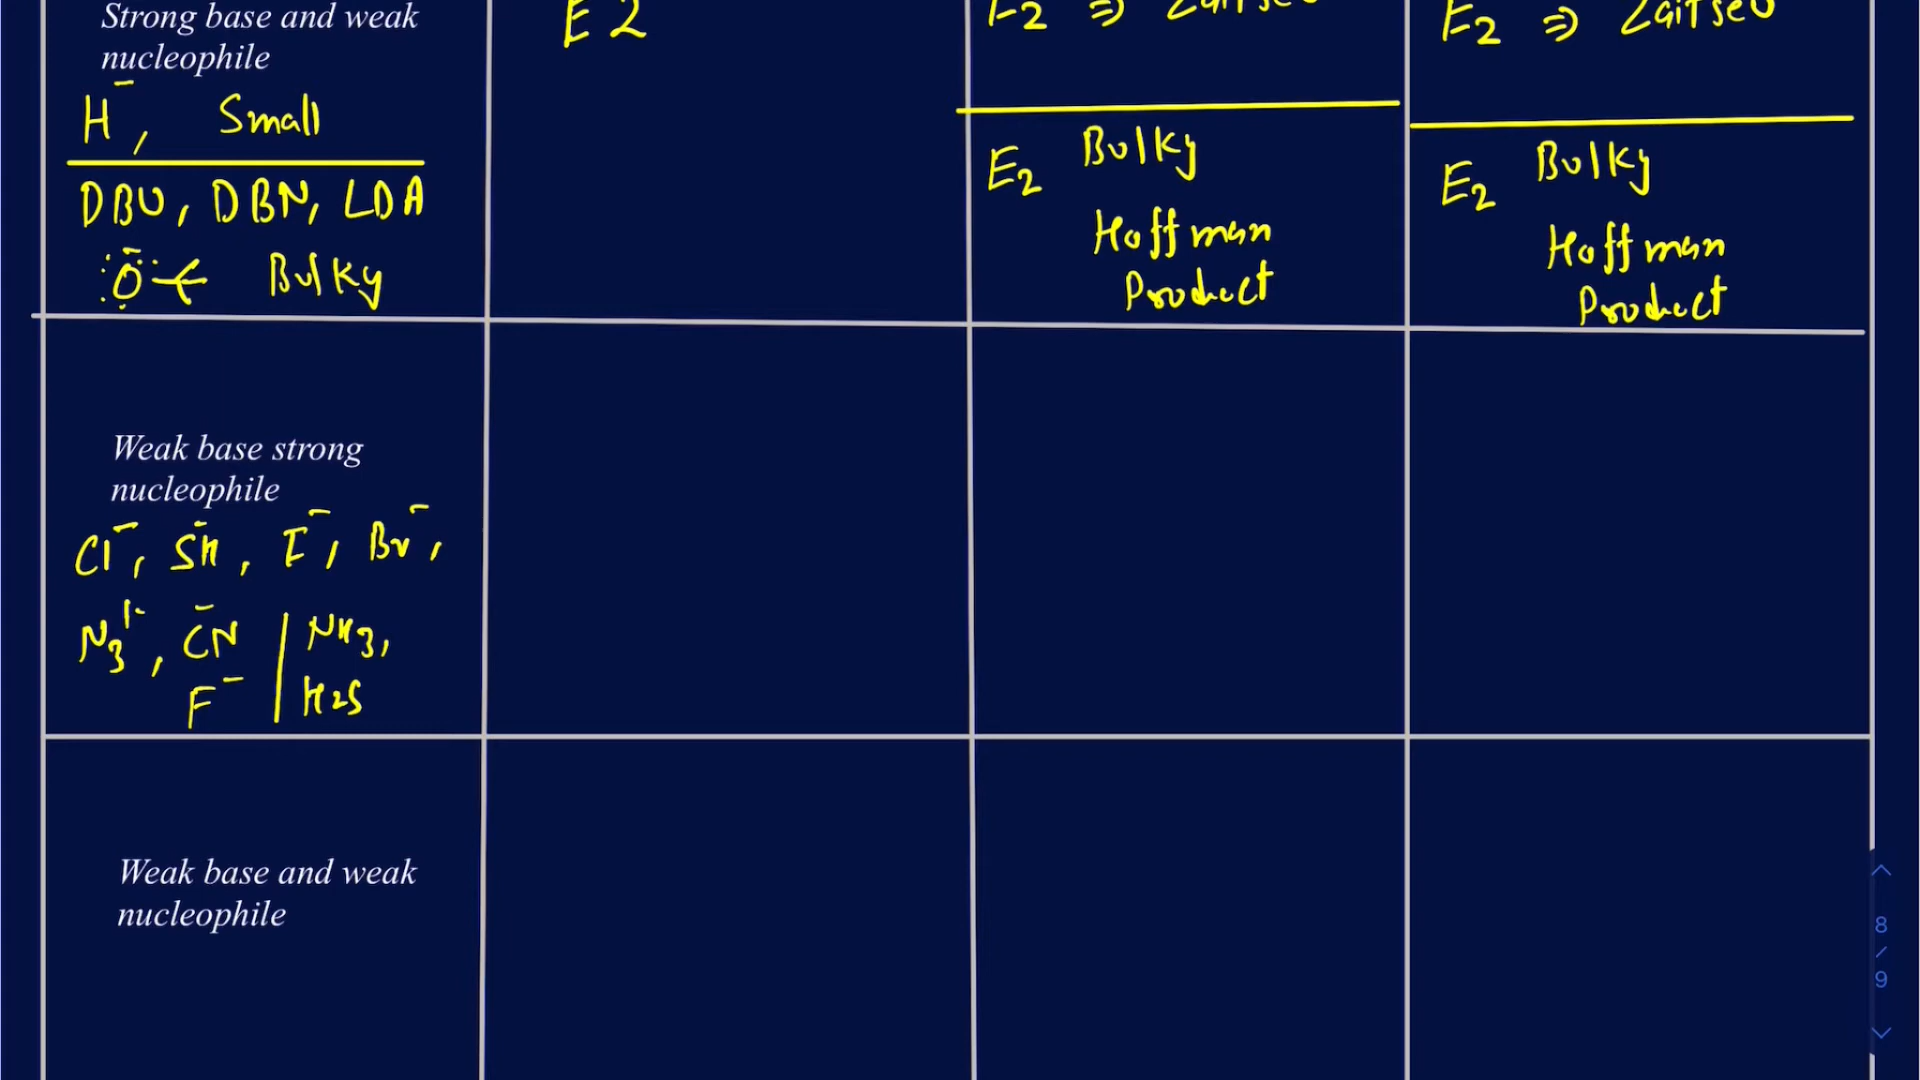 Strong base and weak
nucleophile
H⁻, Small
DBU, DBN, LDA
:Ö⁻ Bulky
E2
E2 ⇒ Zaitsev
E2 Bulky
Hoffman
Product
E2 ⇒ Zaitsev
E2 Bulky
Hoffman
Product
Weak base strong
nucleophile
Cl⁻, S̄H, I⁻, Br⁻,
N3⁻, C̄N | NH3,
F⁻ | H2S
Weak base and weak
nucleophile
8
/
9